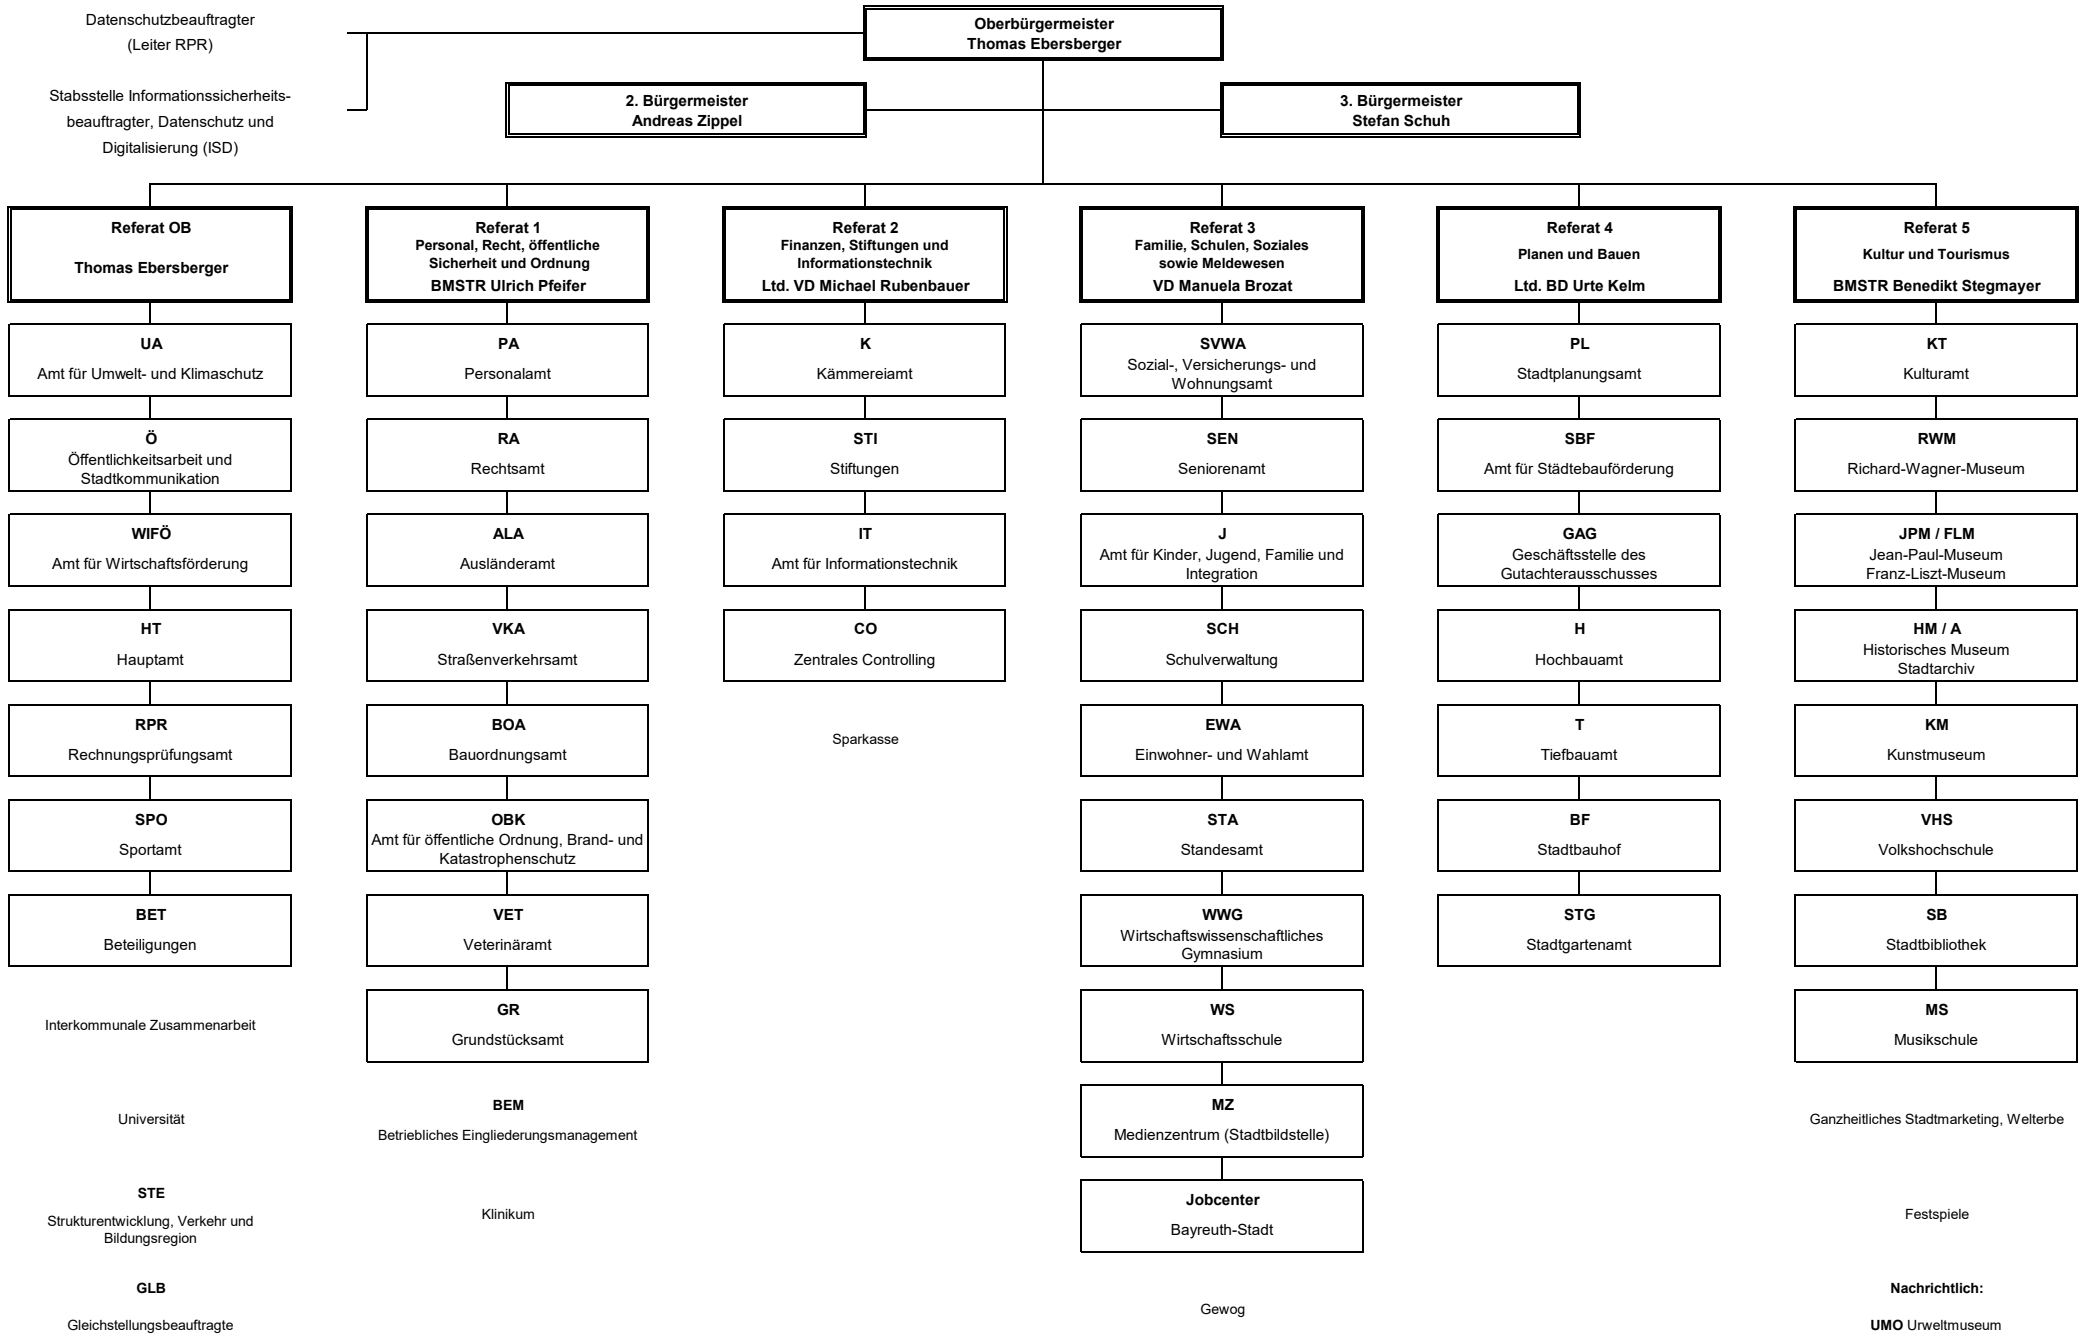 Datenschutzbeauftragter
(Leiter RPR)
Stabsstelle Informationssicherheits-
beauftragter, Datenschutz und
Digitalisierung (ISD)
Oberbürgermeister
Thomas Ebersberger
2. Bürgermeister
Andreas Zippel
3. Bürgermeister
Stefan Schuh
Referat OB
Thomas Ebersberger
UA
Amt für Umwelt- und Klimaschutz
Ö
Öffentlichkeitsarbeit und
Stadtkommunikation
WIFÖ
Amt für Wirtschaftsförderung
HT
Hauptamt
RPR
Rechnungsprüfungsamt
SPO
Sportamt
BET
Beteiligungen
Interkommunale Zusammenarbeit
Universität
STE
Strukturentwicklung, Verkehr und
Bildungsregion
GLB
Gleichstellungsbeauftragte
Referat 1
Personal, Recht, öffentliche
Sicherheit und Ordnung
BMSTR Ulrich Pfeifer
PA
Personalamt
RA
Rechtsamt
ALA
Ausländeramt
VKA
Straßenverkehrsamt
BOA
Bauordnungsamt
OBK
Amt für öffentliche Ordnung, Brand- und
Katastrophenschutz
VET
Veterinäramt
GR
Grundstücksamt
BEM
Betriebliches Eingliederungsmanagement
Klinikum
Referat 2
Finanzen, Stiftungen und
Informationstechnik
Ltd. VD Michael Rubenbauer
K
Kämmereiamt
STI
Stiftungen
IT
Amt für Informationstechnik
CO
Zentrales Controlling
Sparkasse
Referat 3
Familie, Schulen, Soziales
sowie Meldewesen
VD Manuela Brozat
SVWA
Sozial-, Versicherungs- und
Wohnungsamt
SEN
Seniorenamt
J
Amt für Kinder, Jugend, Familie und
Integration
SCH
Schulverwaltung
EWA
Einwohner- und Wahlamt
STA
Standesamt
WWG
Wirtschaftswissenschaftliches
Gymnasium
WS
Wirtschaftsschule
MZ
Medienzentrum (Stadtbildstelle)
Jobcenter
Bayreuth-Stadt
Gewog
Referat 4
Planen und Bauen
Ltd. BD Urte Kelm
PL
Stadtplanungsamt
SBF
Amt für Städtebauförderung
GAG
Geschäftsstelle des
Gutachterausschusses
H
Hochbauamt
T
Tiefbauamt
BF
Stadtbauhof
STG
Stadtgartenamt
Referat 5
Kultur und Tourismus
BMSTR Benedikt Stegmayer
KT
Kulturamt
RWM
Richard-Wagner-Museum
JPM / FLM
Jean-Paul-Museum
Franz-Liszt-Museum
HM / A
Historisches Museum
Stadtarchiv
KM
Kunstmuseum
VHS
Volkshochschule
SB
Stadtbibliothek
MS
Musikschule
Ganzheitliches Stadtmarketing, Welterbe
Festspiele
Nachrichtlich:
UMO Urweltmuseum